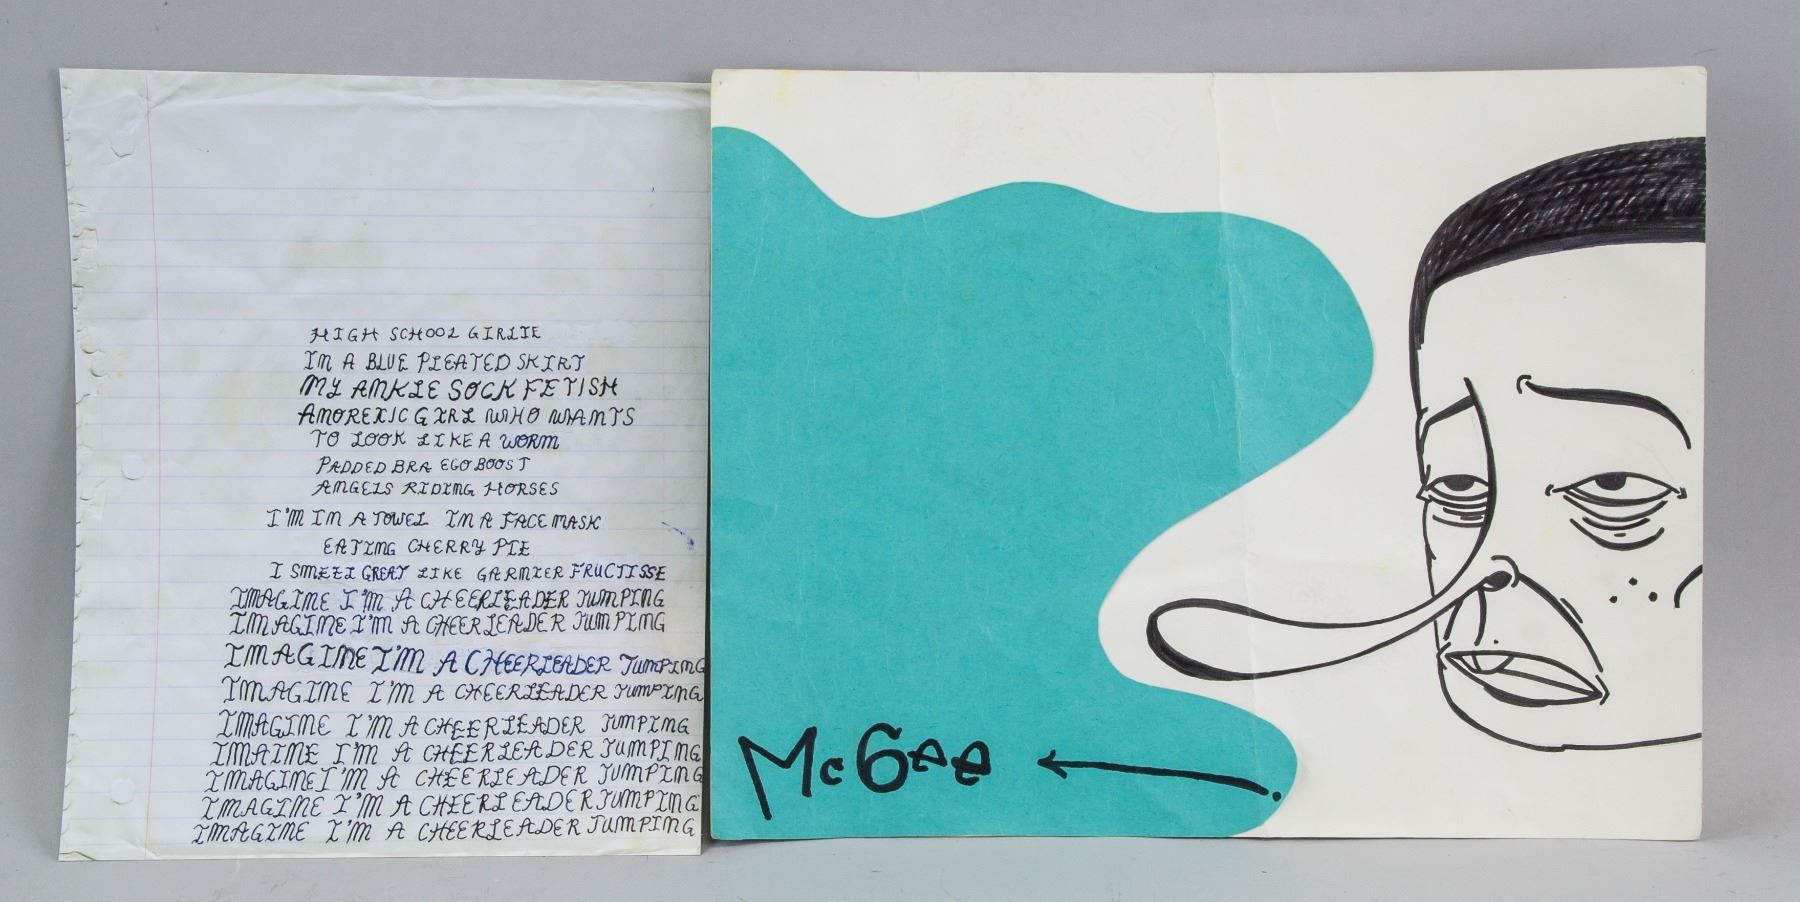 HIGH SCHOOL GIRLIE
IN A BLUE PLEATED SKIRT
MY ANKLE SOCK FETISH
ANOREXIC GIRL WHO WANTS
TO LOOK LIKE A WORM
PADDED BRA EGO BOOST
ANGELS RIDING HORSES
I'M IN A TOWEL IN A FACE MASK
EATING CHERRY PIE
I SMELL GREAT LIKE GARNIER FRUCTISSE
IMAGINE I'M A CHEERLEADER JUMPING
IMAGINE I'M A CHEERLEADER JUMPING
IMAGINE I'M A CHEERLEADER JUMPING
IMAGINE I'M A CHEERLEADER JUMPING
IMAGINE I'M A CHEERLEADER JUMPING
IMAINE I'M A CHEERLEADER JUMPING
IMAGINE I'M A CHEERLEADER JUMPING
IMAGINE I'M A CHEERLEADER JUMPING
IMAGINE I'M A CHEERLEADER JUMPING
McGee